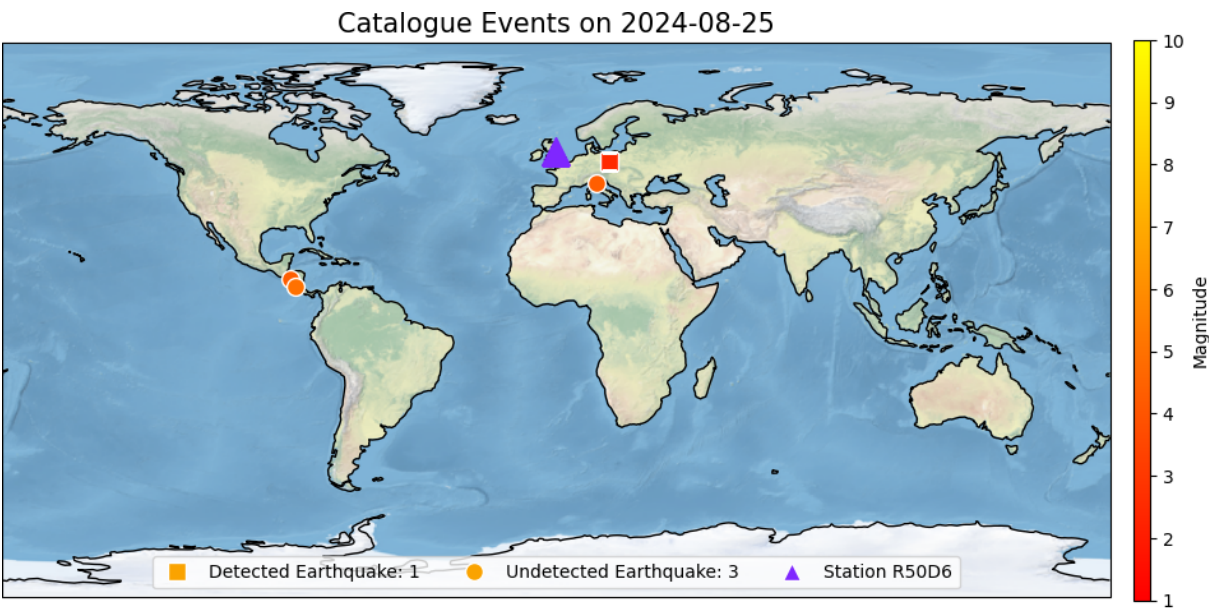 Catalogue Events on 2024-08-25
10
9
8
7
6
5
4
3
2
1
Magnitude
Detected Earthquake: 1
Undetected Earthquake: 3
Station R50D6